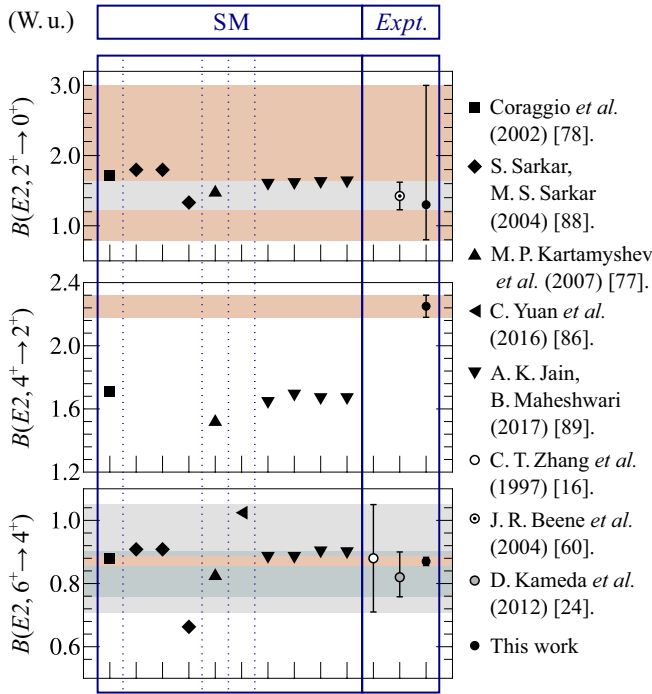 (W. u.)
SM
Expt.
B(E2, 2⁺→0⁺)
3.0
2.0
1.0
B(E2, 4⁺→2⁺)
2.4
2.0
1.6
1.2
B(E2, 6⁺→4⁺)
1.0
0.8
0.6
Coraggio et al.
(2002) [78].
S. Sarkar,
M. S. Sarkar
(2004) [88].
M. P. Kartamyshev
et al. (2007) [77].
C. Yuan et al.
(2016) [86].
A. K. Jain,
B. Maheshwari
(2017) [89].
C. T. Zhang et al.
(1997) [16].
J. R. Beene et al.
(2004) [60].
D. Kameda et al.
(2012) [24].
This work